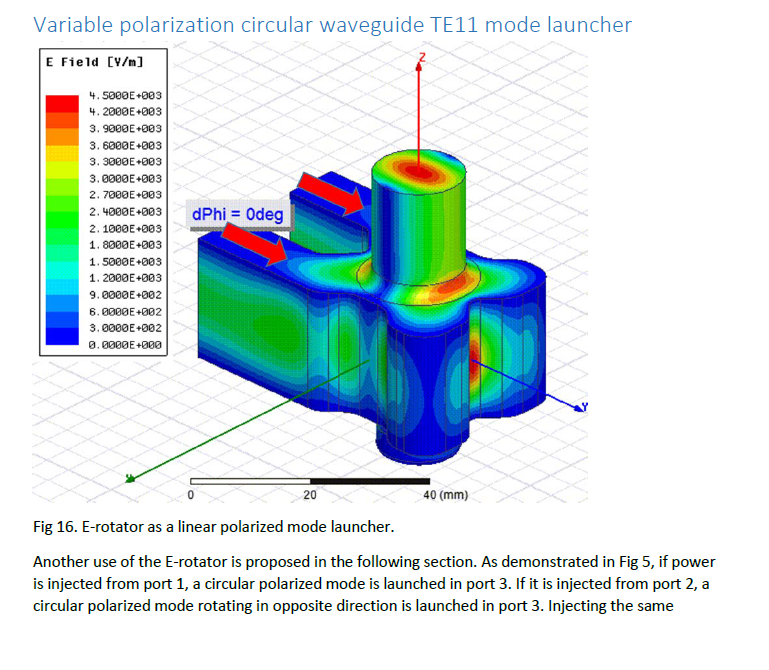 Variable polarization circular waveguide TE11 mode launcher
E Field [V/m]
4.5000E+003
4.2000E+003
3.9000E+003
3.6000E+003
3.3000E+003
3.0000E+003
2.7000E+003
2.4000E+003
2.1000E+003
1.8000E+003
1.5000E+003
1.2000E+003
9.0000E+002
6.0000E+002
3.0000E+002
0.0000E+000
Z
dPhi = 0deg
Y
0 20 40 (mm)
Fig 16. E-rotator as a linear polarized mode launcher.
Another use of the E-rotator is proposed in the following section. As demonstrated in Fig 5, if power
is injected from port 1, a circular polarized mode is launched in port 3. If it is injected from port 2, a
circular polarized mode rotating in opposite direction is launched in port 3. Injecting the same